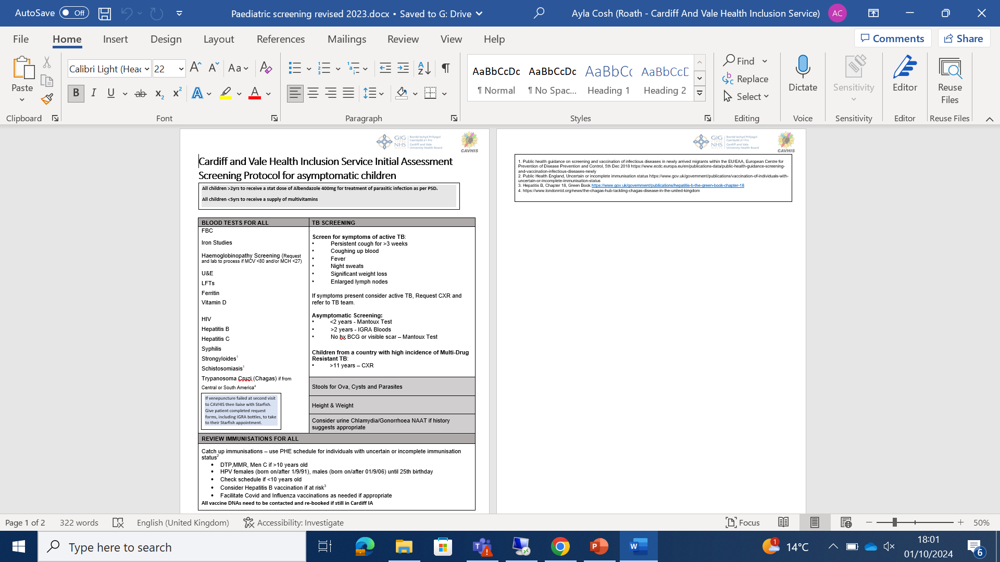 AutoSave Off
Paediatric screening revised 2023.docx • Saved to G: Drive
Ayla Cosh (Roath - Cardiff And Vale Health Inclusion Service) AC
File Home Insert Design Layout References Mailings Review View Help
Comments Share
Calibri Light (Head 22
Paste
AaBbCcDc AaBbCcDc AaBbCc AaBbCcD
¶ Normal ¶ No Spac... Heading 1 Heading 2
Find
Replace
Select
Dictate
Sensitivity
Editor
Reuse
Files
Clipboard Font Paragraph Styles Editing Voice Sensitivity Editor Reuse Files
GIG
NHS
Bwrdd Iechyd Prifysgol
Caerdydd a'r Fro
Cardiff and Vale
University Health Board
CAVHIS
Cardiff and Vale Health Inclusion Service Initial Assessment
Screening Protocol for asymptomatic children
All children >2yrs to receive a stat dose of Albendazole 400mg for treatment of parasitic infection as per PSD.
All children <5yrs to receive a supply of multivitamins
BLOOD TESTS FOR ALL
FBC
Iron Studies
Haemoglobinopathy Screening (Request
and lab to process if MCV <80 and/or MCH <27)
U&E
LFTs
Ferritin
Vitamin D
HIV
Hepatitis B
Hepatitis C
Syphilis
Strongyloides1
Schistosomiasis1
Trypanosoma Cruzi (Chagas) if from
Central or South America4
If venepuncture failed at second visit
to CAVHIS then liaise with Starfish.
Give patient completed request
forms, including IGRA bottles, to take
to their Starfish appointment.
TB SCREENING
Screen for symptoms of active TB:
• Persistent cough for >3 weeks
• Coughing up blood
• Fever
• Night sweats
• Significant weight loss
• Enlarged lymph nodes
If symptoms present consider active TB, Request CXR and
refer to TB team.
Asymptomatic Screening:
• <2 years - Mantoux Test
• >2 years - IGRA Bloods
• No hx BCG or visible scar – Mantoux Test
Children from a country with high incidence of Multi-Drug
Resistant TB:
• >11 years – CXR
Stools for Ova, Cysts and Parasites
Height & Weight
Consider urine Chlamydia/Gonorrhoea NAAT if history
suggests appropriate
REVIEW IMMUNISATIONS FOR ALL
Catch up immunisations – use PHE schedule for individuals with uncertain or incomplete immunisation
status2
• DTP,MMR, Men C if >10 years old
• HPV females (born on/after 1/9/91), males (born on/after 01/9/06) until 25th birthday
• Check schedule if <10 years old
• Consider Hepatitis B vaccination if at risk3
• Facilitate Covid and Influenza vaccinations as needed if appropriate
All vaccine DNAs need to be contacted and re-booked if still in Cardiff IA
GIG
NHS
Bwrdd Iechyd Prifysgol
Caerdydd a'r Fro
Cardiff and Vale
University Health Board
CAVHIS
1. Public health guidance on screening and vaccination of infectious diseases in newly arrived migrants within the EU/EAA, European Centre for
Prevention of Disease Prevention and Control, 5th Dec 2018 https://www.ecdc.europa.eu/en/publications-data/public-health-guidance-screening-
and-vaccination-infectious-diseases-newly
2. Public Health England, Uncertain or incomplete immunisation status https://www.gov.uk/government/publications/vaccination-of-individuals-with-
uncertain-or-incomplete-immunisation-status
3. Hepatitis B, Chapter 18, Green Book https://www.gov.uk/government/publications/hepatitis-b-the-green-book-chapter-18
4. https://www.londonntd.org/news/the-chagas-hub-tackling-chagas-disease-in-the-united-kingdom
Page 1 of 2 322 words English (United Kingdom) Accessibility: Investigate
Focus 50%
Type here to search
1 14°C
18:01
01/10/2024
6